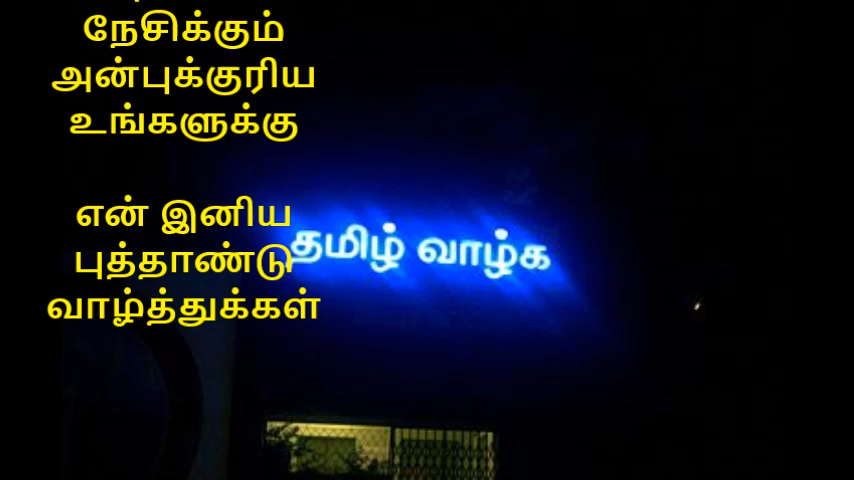 நேசிக்கும்
அன்புக்குரிய
உங்களுக்கு
என் இனிய
புத்தாண்டு
வாழ்த்துக்கள்
தமிழ் வாழ்க